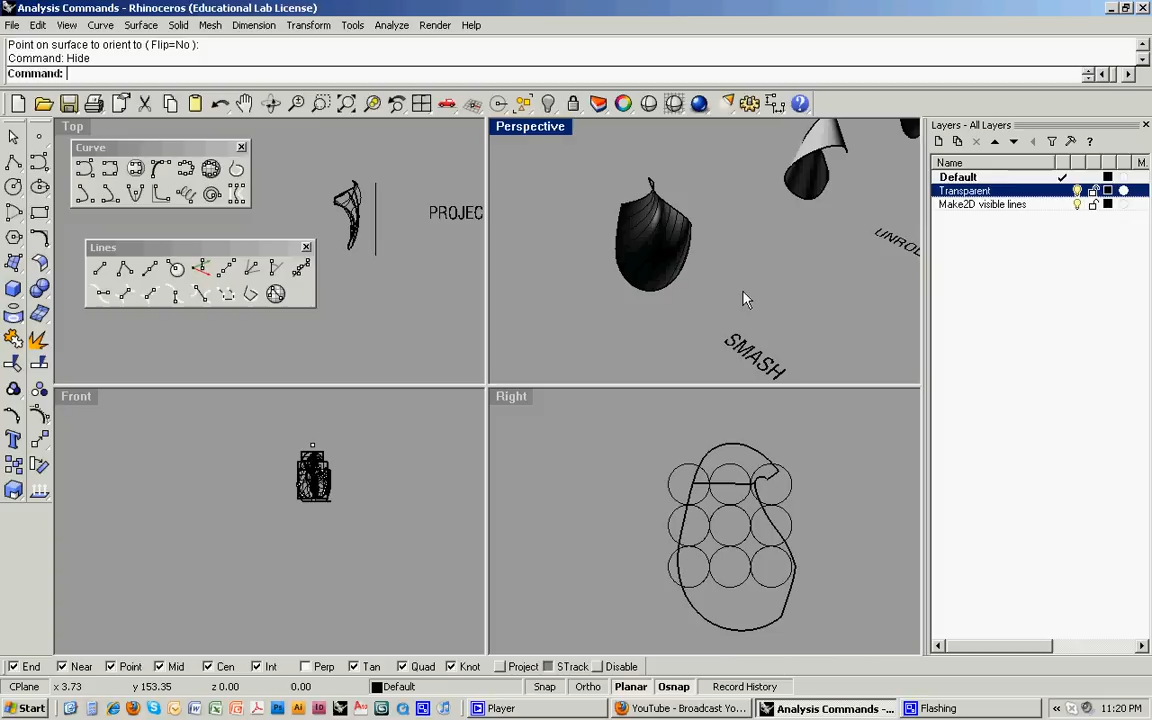 Analysis Commands - Rhinoceros (Educational Lab License)
File Edit View Curve Surface Solid Mesh Dimension Transform Tools Analyze Render Help
Point on surface to orient to ( Flip=No ):
Command: Hide
Command:
Top
Perspective
Layers - All Layers
Curve
Name M.
Default
Transparent
Make2D visible lines
PROJEC
UNRO
Lines
SMASH
Front
Right
End Near Point Mid Cen Int Perp Tan Quad Knot Project STrack Disable
CPlane x 3.73 y 153.35 z 0.00 0.00 Default Snap Ortho Planar Osnap Record History
Start Player YouTube - Broadcast Yo... Analysis Commands -... Flashing 11:20 PM